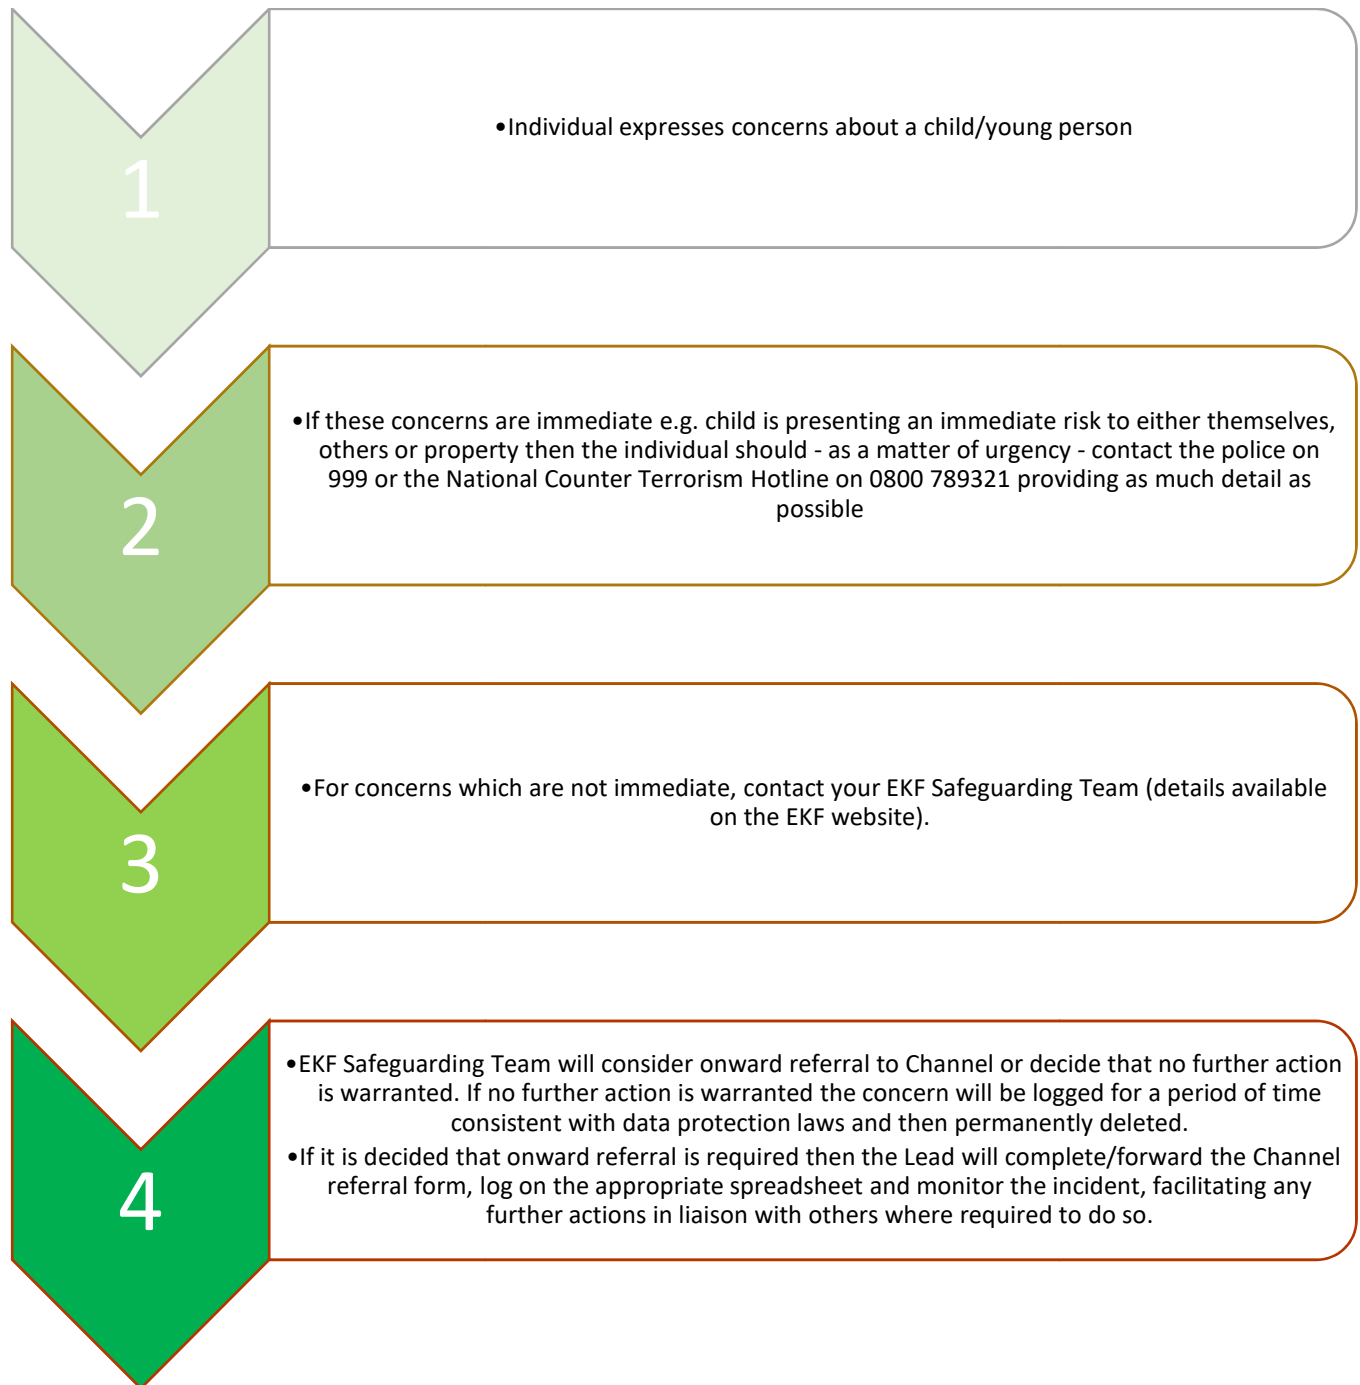 1
•Individual expresses concerns about a child/young person
2
•If these concerns are immediate e.g. child is presenting an immediate risk to either themselves,
others or property then the individual should - as a matter of urgency - contact the police on
999 or the National Counter Terrorism Hotline on 0800 789321 providing as much detail as
possible
3
•For concerns which are not immediate, contact your EKF Safeguarding Team (details available
on the EKF website).
4
•EKF Safeguarding Team will consider onward referral to Channel or decide that no further action
is warranted. If no further action is warranted the concern will be logged for a period of time
consistent with data protection laws and then permanently deleted.
•If it is decided that onward referral is required then the Lead will complete/forward the Channel
referral form, log on the appropriate spreadsheet and monitor the incident, facilitating any
further actions in liaison with others where required to do so.